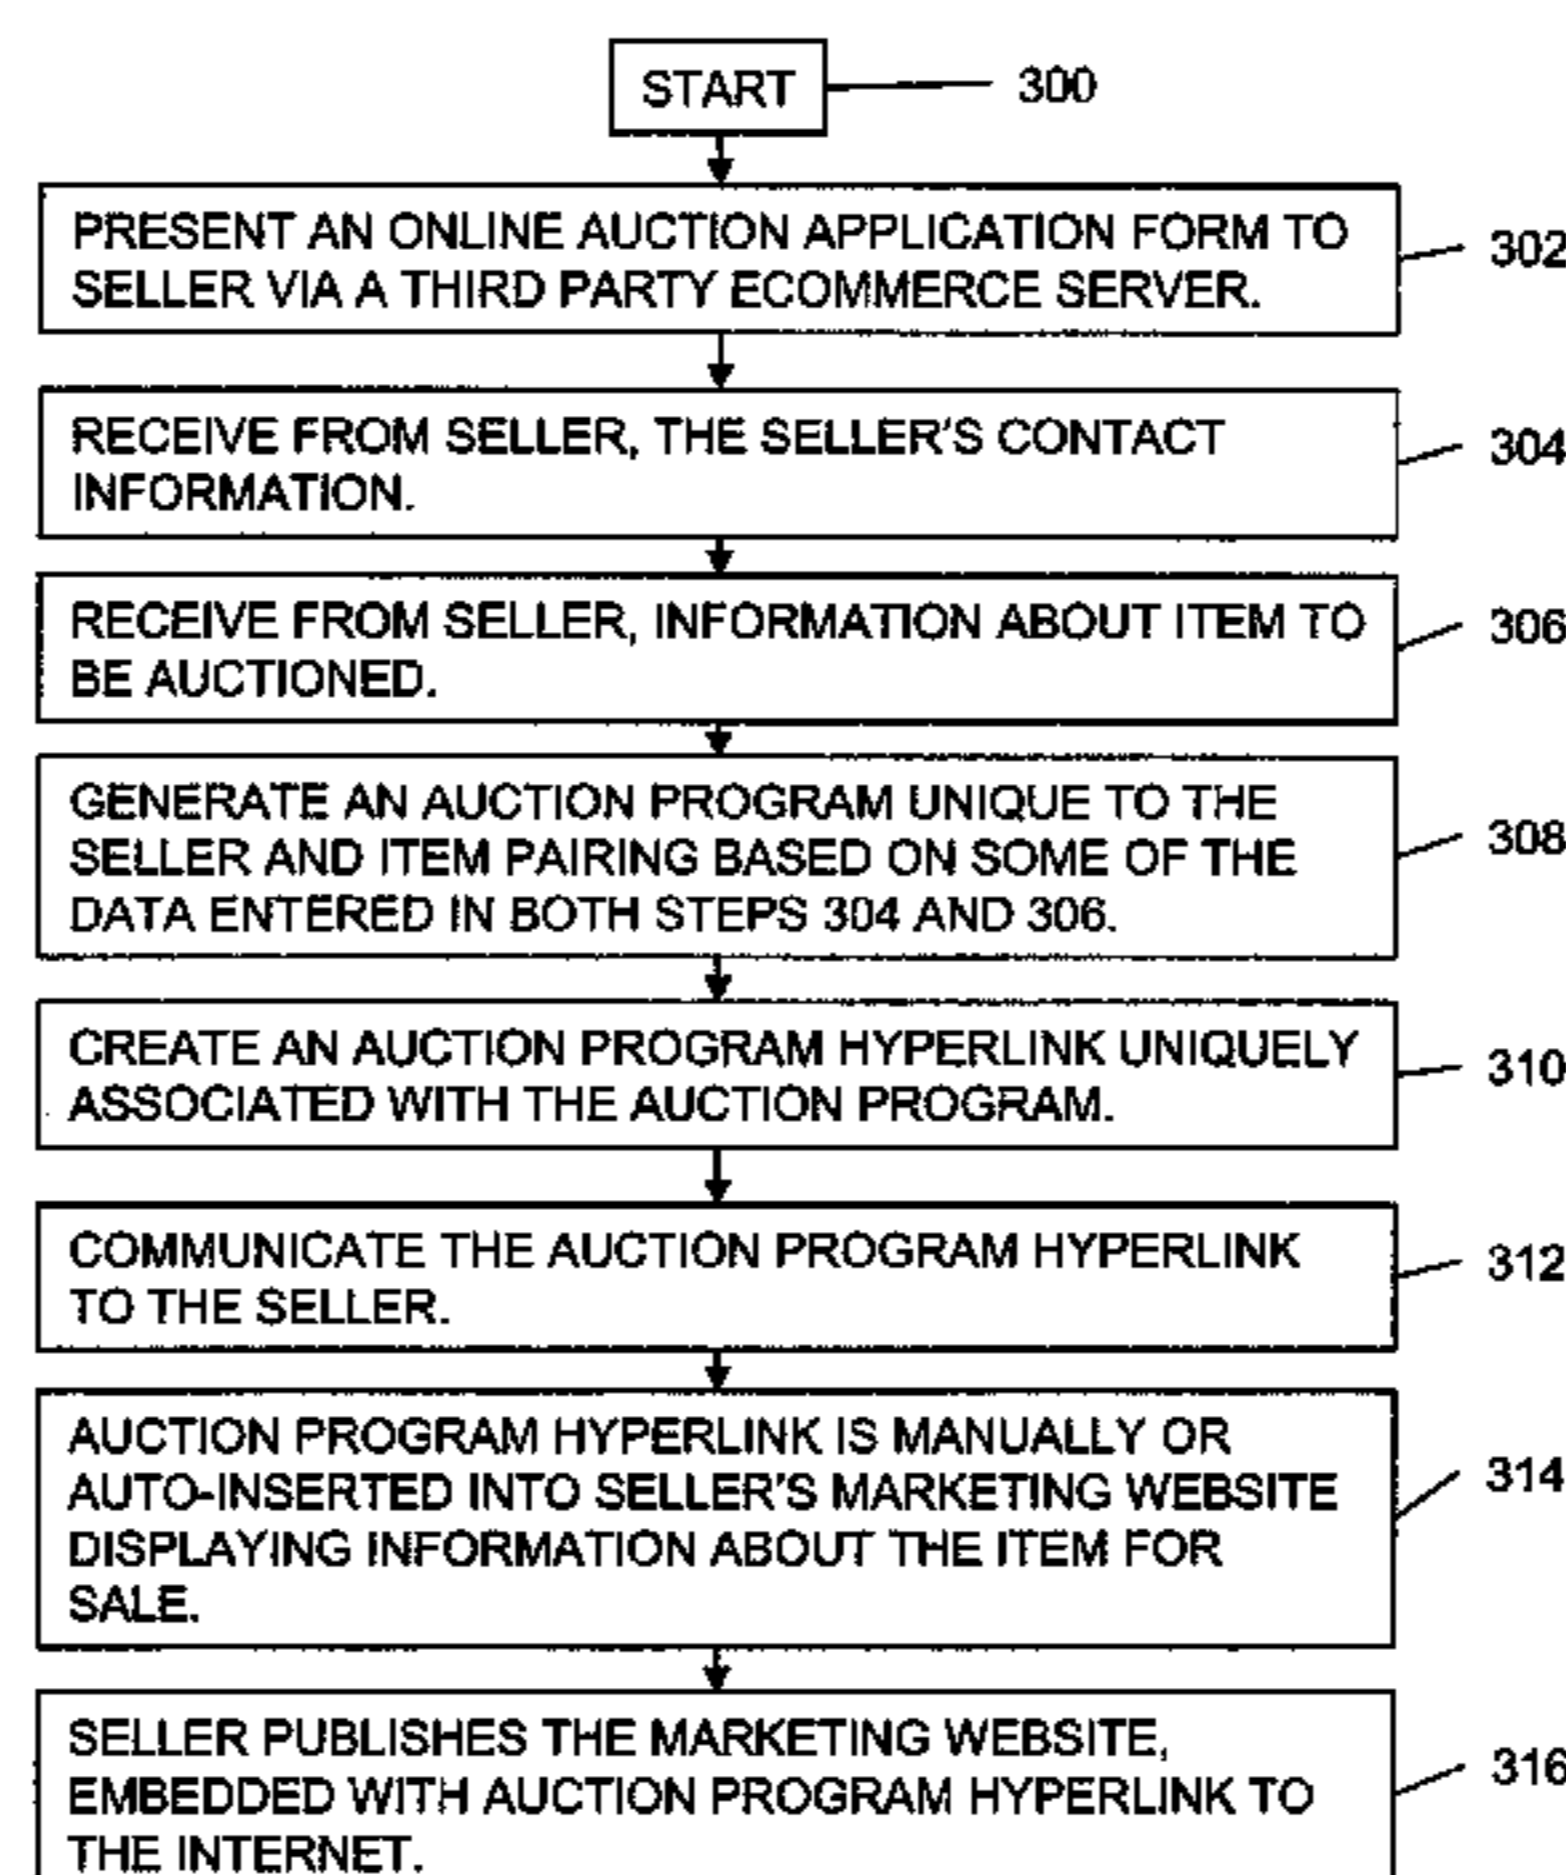 START
300
PRESENT AN ONLINE AUCTION APPLICATION FORM TO
SELLER VIA A THIRD PARTY ECOMMERCE SERVER.
302
RECEIVE FROM SELLER, THE SELLER'S CONTACT
INFORMATION.
304
RECEIVE FROM SELLER, INFORMATION ABOUT ITEM TO
BE AUCTIONED.
306
GENERATE AN AUCTION PROGRAM UNIQUE TO THE
SELLER AND ITEM PAIRING BASED ON SOME OF THE
DATA ENTERED IN BOTH STEPS 304 AND 306.
308
CREATE AN AUCTION PROGRAM HYPERLINK UNIQUELY
ASSOCIATED WITH THE AUCTION PROGRAM.
310
COMMUNICATE THE AUCTION PROGRAM HYPERLINK
TO THE SELLER.
312
AUCTION PROGRAM HYPERLINK IS MANUALLY OR
AUTO-INSERTED INTO SELLER'S MARKETING WEBSITE
DISPLAYING INFORMATION ABOUT THE ITEM FOR
SALE.
314
SELLER PUBLISHES THE MARKETING WEBSITE,
EMBEDDED WITH AUCTION PROGRAM HYPERLINK TO
THE INTERNET.
316